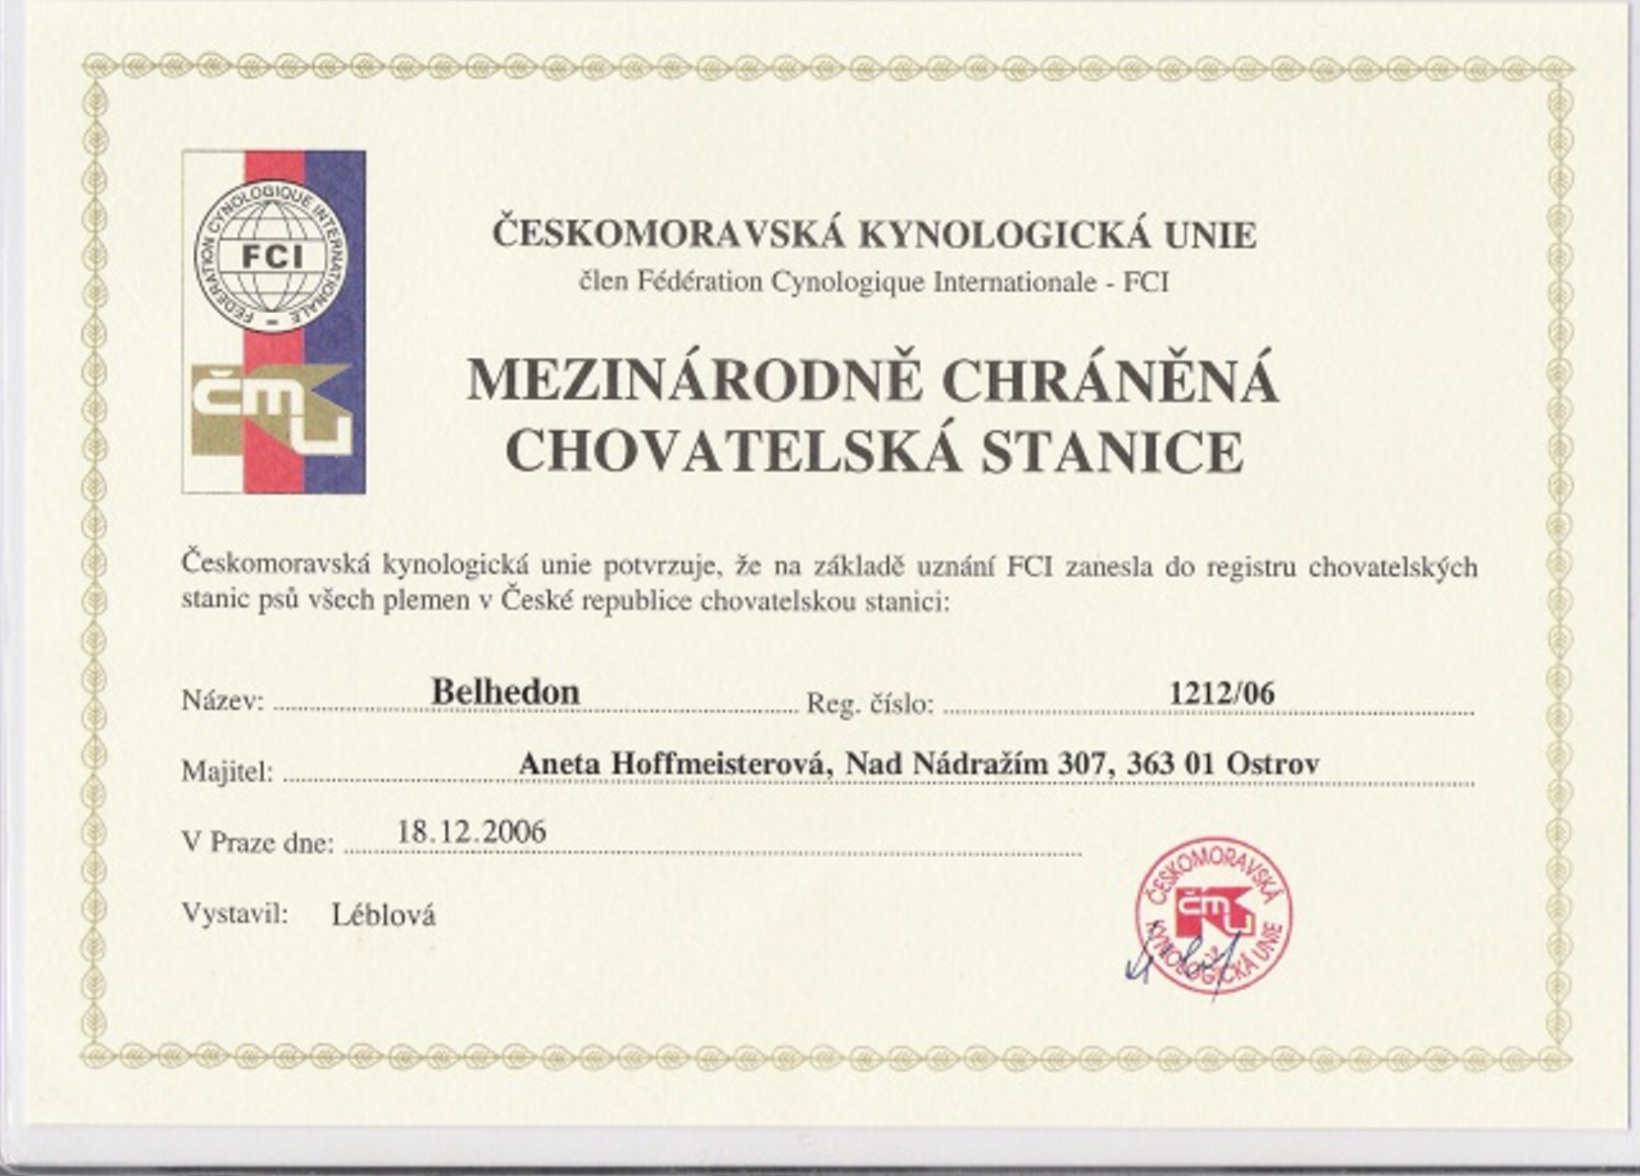 FÉDÉRATION CYNOLOGIQUE INTERNATIONALE
FCI
čmKu
ČESKOMORAVSKÁ KYNOLOGICKÁ UNIE
člen Fédération Cynologique Internationale - FCI
MEZINÁRODNĚ CHRÁNĚNÁ
CHOVATELSKÁ STANICE
Českomoravská kynologická unie potvrzuje, že na základě uznání FCI zanesla do registru chovatelských
stanic psů všech plemen v České republice chovatelskou stanici:
Název: Belhedon Reg. číslo: 1212/06
Majitel: Aneta Hoffmeisterová, Nad Nádražím 307, 363 01 Ostrov
V Praze dne: 18.12.2006
Vystavil: Léblová
ČESKOMORAVSKÁ
čmKu
KYNOLOGICKÁ UNIE